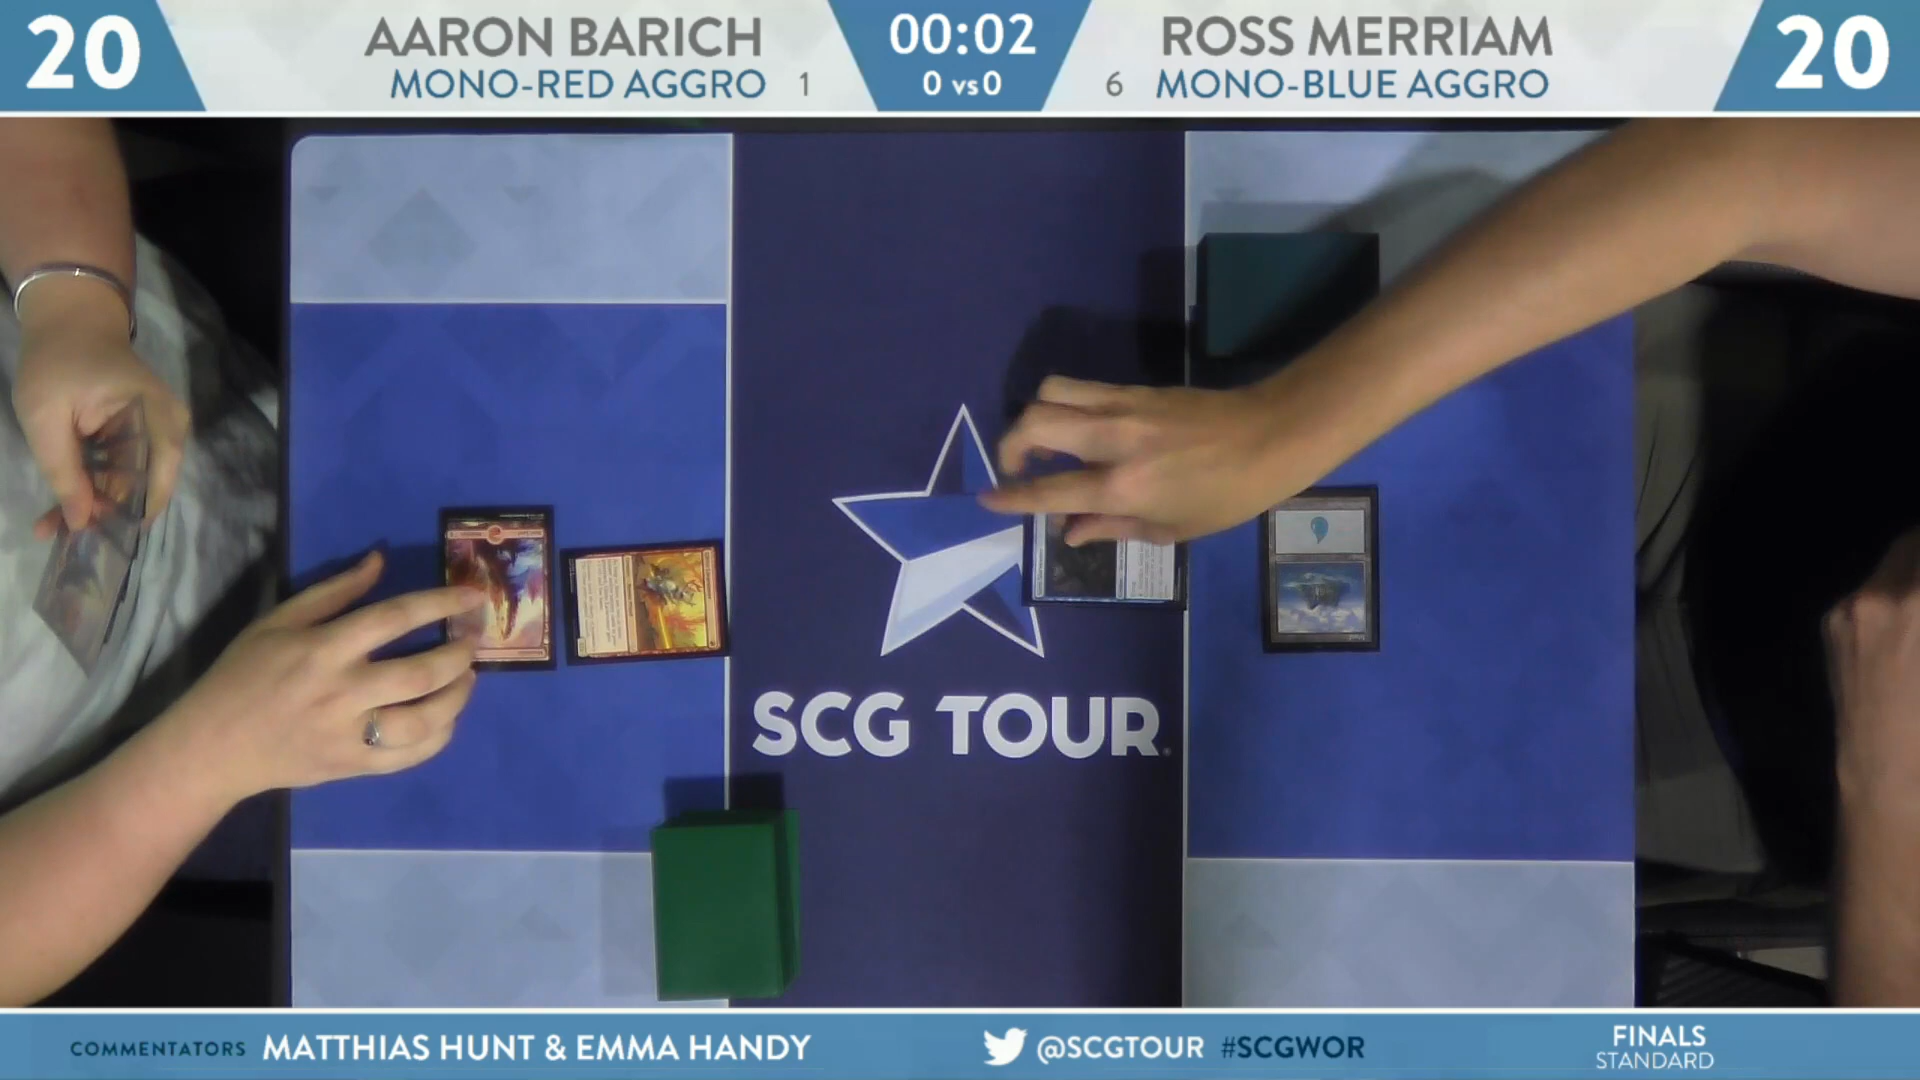 20
AARON BARICH
MONO-RED AGGRO 1
00:02
0 vs 0
ROSS MERRIAM
6 MONO-BLUE AGGRO
20
SCG TOUR
COMMENTATORS MATTHIAS HUNT & EMMA HANDY
@SCGTOUR #SCGWOR
FINALS
STANDARD